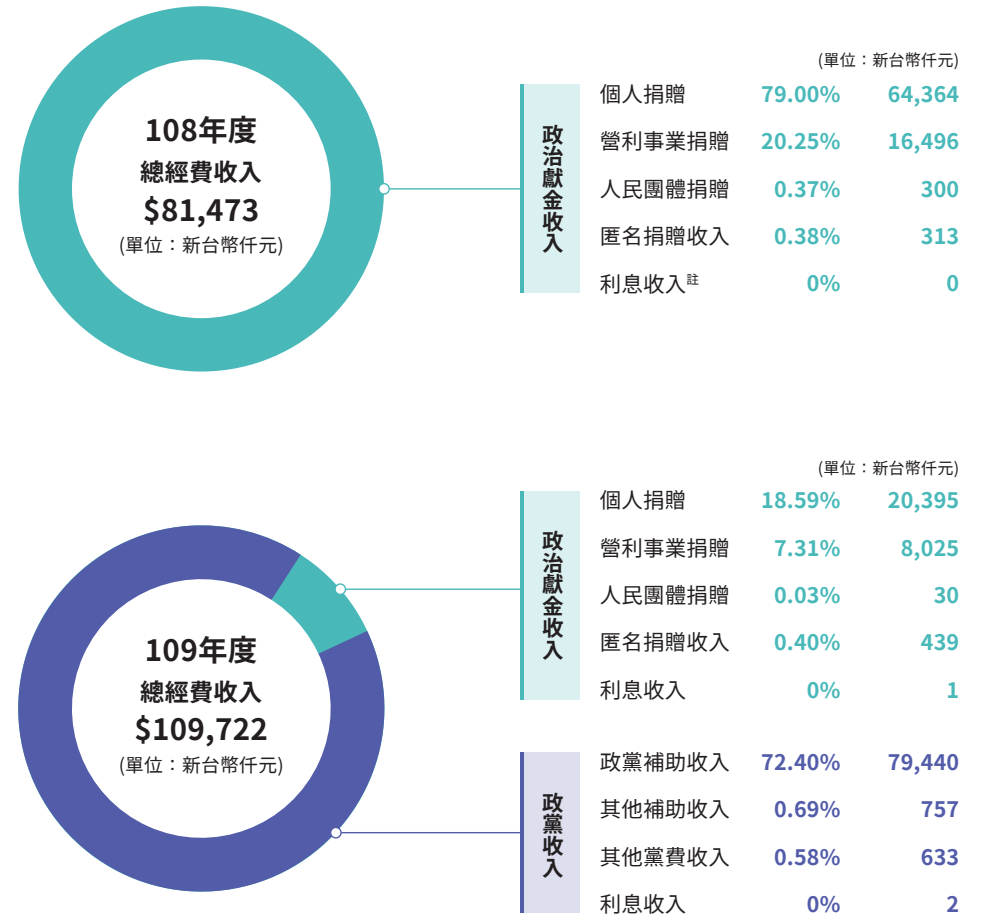 108年度
總經費收入
$81,473
(單位：新台幣仟元)
(單位：新台幣仟元)
政治獻金收入
個人捐贈 79.00% 64,364
營利事業捐贈 20.25% 16,496
人民團體捐贈 0.37% 300
匿名捐贈收入 0.38% 313
利息收入註 0% 0
109年度
總經費收入
$109,722
(單位：新台幣仟元)
(單位：新台幣仟元)
政治獻金收入
個人捐贈 18.59% 20,395
營利事業捐贈 7.31% 8,025
人民團體捐贈 0.03% 30
匿名捐贈收入 0.40% 439
利息收入 0% 1
政黨收入
政黨補助收入 72.40% 79,440
其他補助收入 0.69% 757
其他黨費收入 0.58% 633
利息收入 0% 2